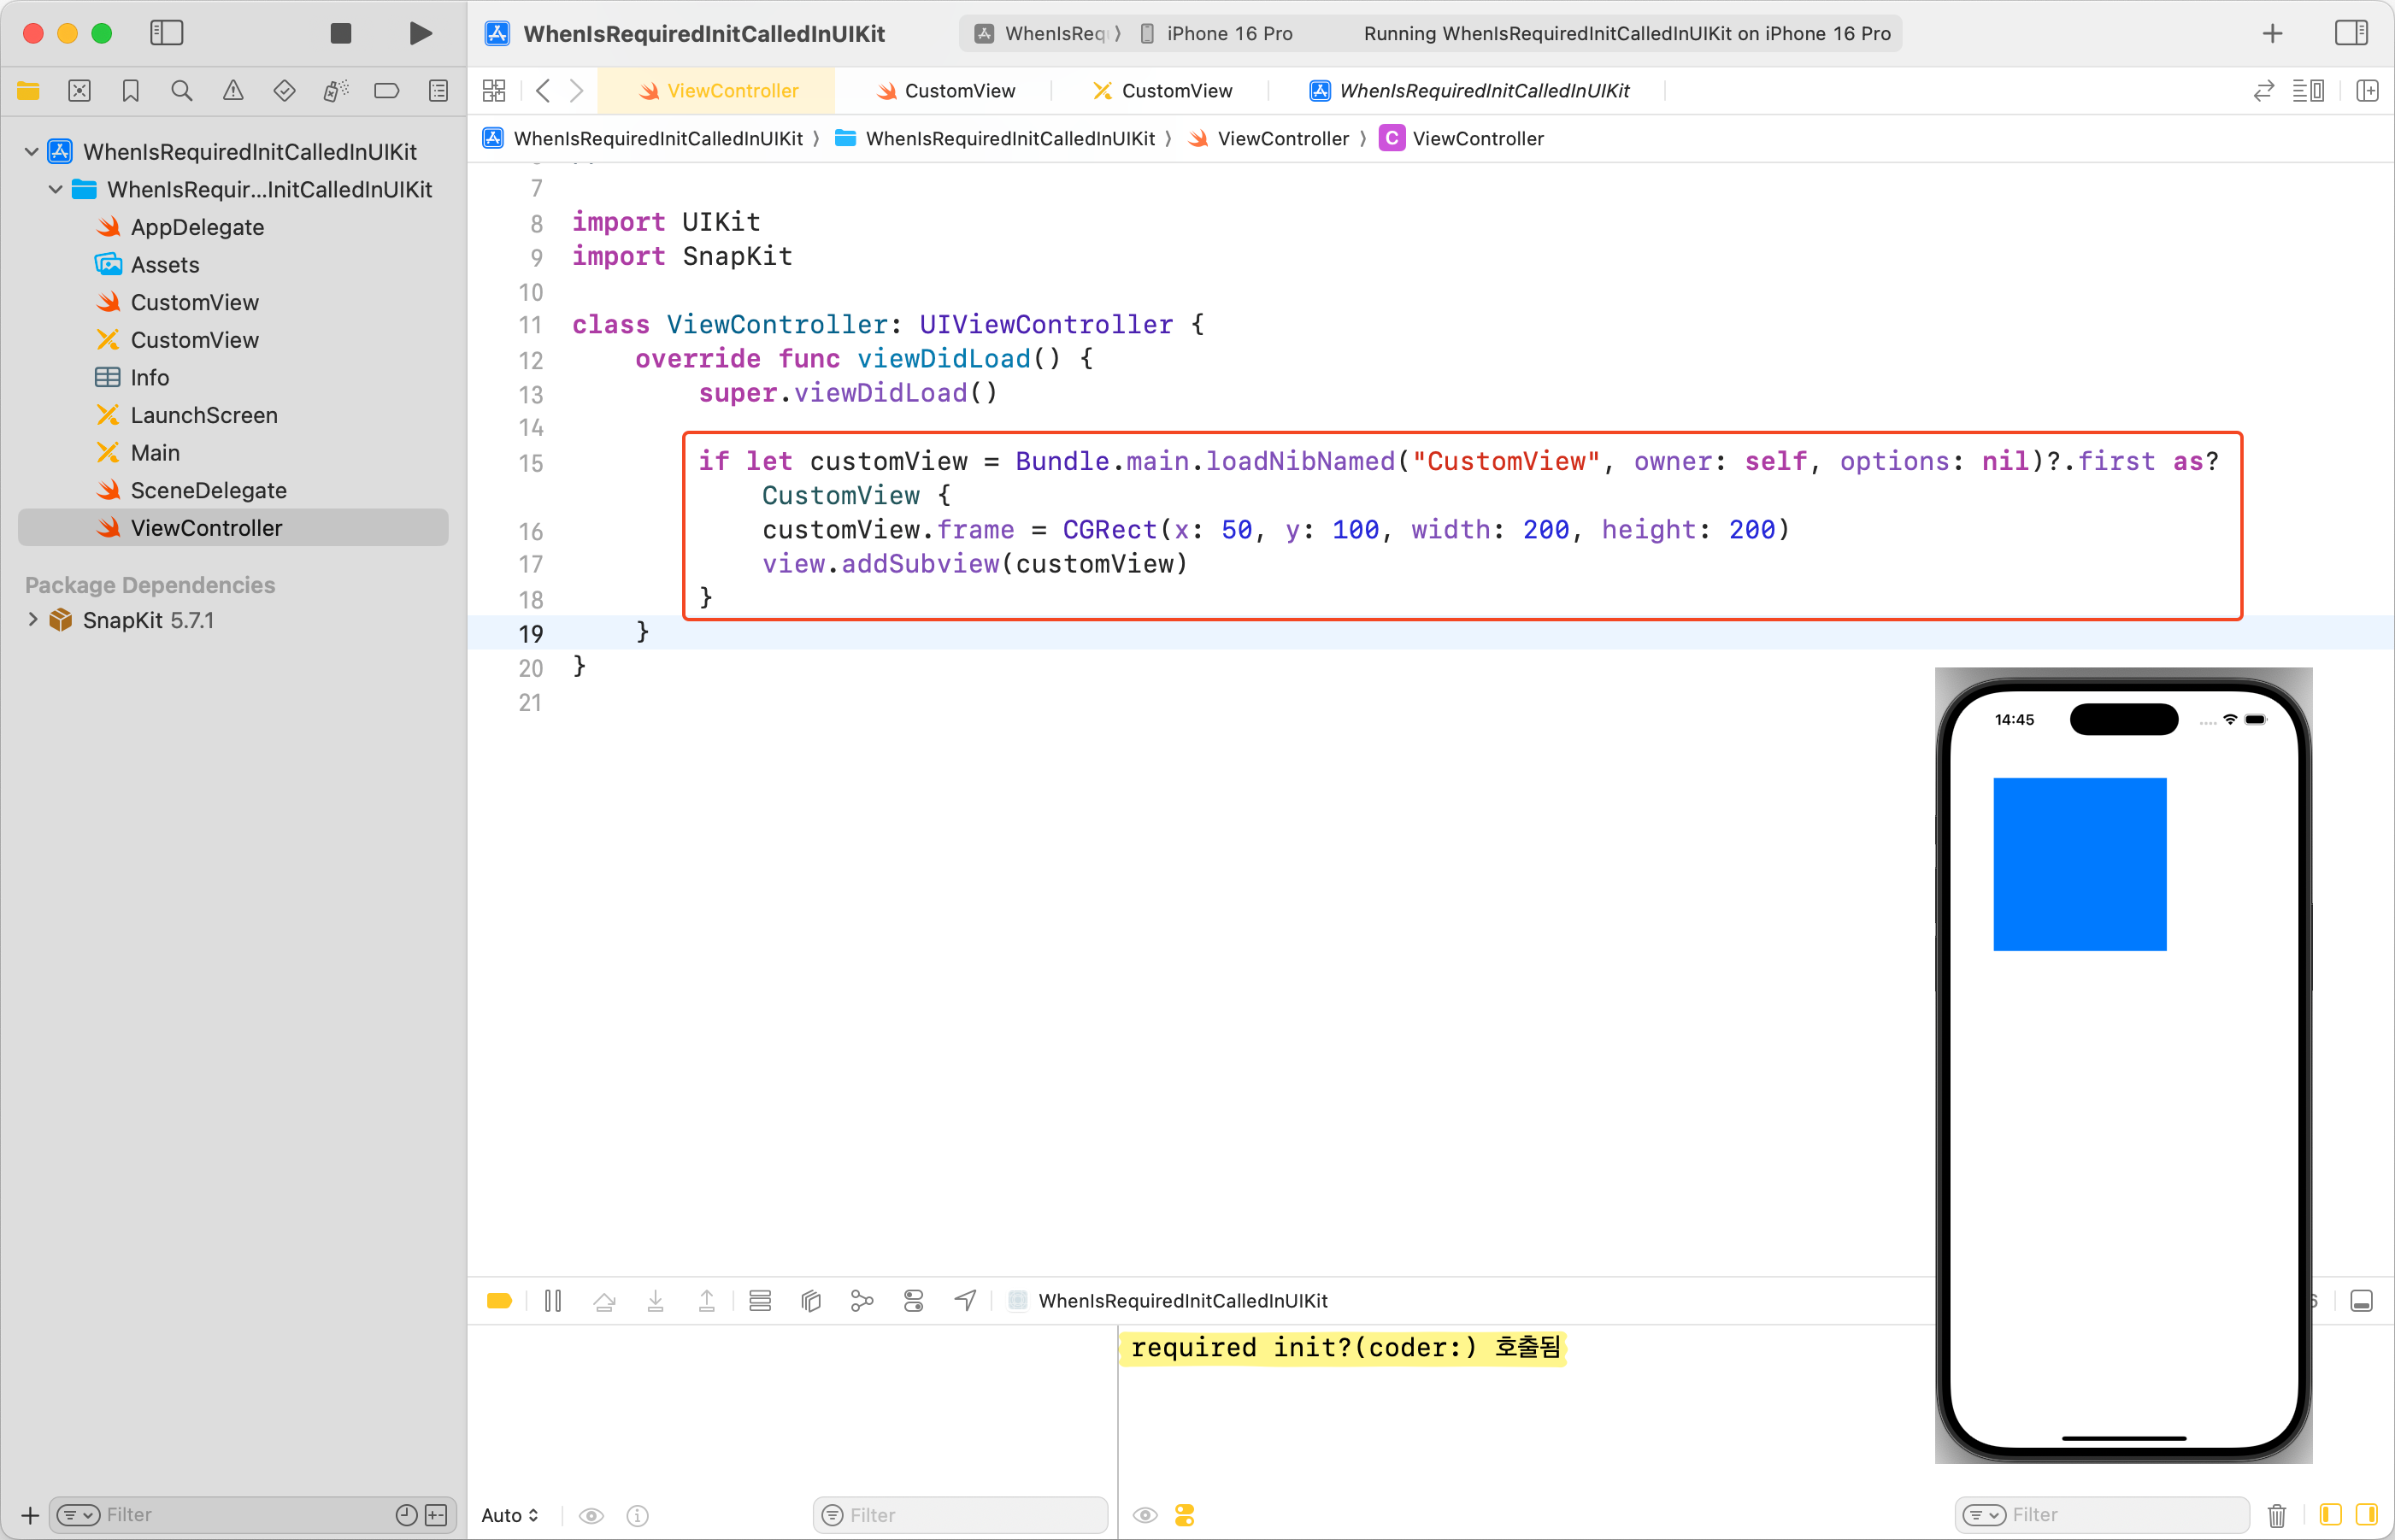 WhenIsRequiredInitCalledInUIKit
WhenIsReq
iPhone 16 Pro
Running WhenIsRequiredInitCalledInUIKit on iPhone 16 Pro
ViewController
CustomView
CustomView
WhenIsRequiredInitCalledInUIKit
WhenIsRequiredInitCalledInUIKit 〉 WhenIsRequiredInitCalledInUIKit 〉 ViewController 〉 C ViewController
WhenIsRequiredInitCalledInUIKit
WhenIsRequir...InitCalledInUIKit
AppDelegate
Assets
CustomView
CustomView
Info
LaunchScreen
Main
SceneDelegate
ViewController
Package Dependencies
SnapKit 5.7.1
7
8 import UIKit
9 import SnapKit
10
11 class ViewController: UIViewController {
12 override func viewDidLoad() {
13 super.viewDidLoad()
14
15 if let customView = Bundle.main.loadNibNamed("CustomView", owner: self, options: nil)?.first as?
CustomView {
16 customView.frame = CGRect(x: 50, y: 100, width: 200, height: 200)
17 view.addSubview(customView)
18 }
19 }
20 }
21
14:45
WhenIsRequiredInitCalledInUIKit
required init?(coder:) 호출됨
Filter
Auto
Filter
Filter